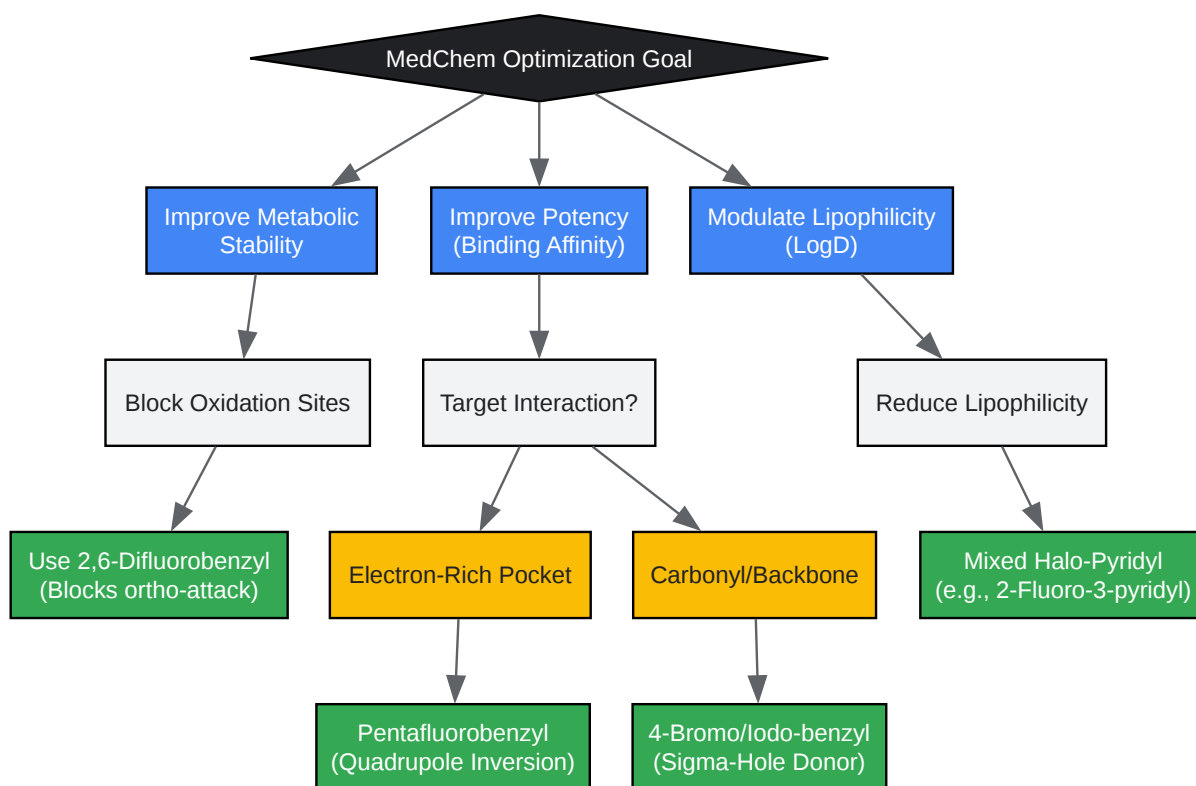 MedChem Optimization Goal
Improve Metabolic
Stability
Improve Potency
(Binding Affinity)
Modulate Lipophilicity
(LogD)
Block Oxidation Sites
Target Interaction?
Reduce Lipophilicity
Use 2,6-Difluorobenzyl
(Blocks ortho-attack)
Electron-Rich Pocket
Carbonyl/Backbone
Mixed Halo-Pyridyl
(e.g., 2-Fluoro-3-pyridyl)
Pentafluorobenzyl
(Quadrupole Inversion)
4-Bromo/Iodo-benzyl
(Sigma-Hole Donor)